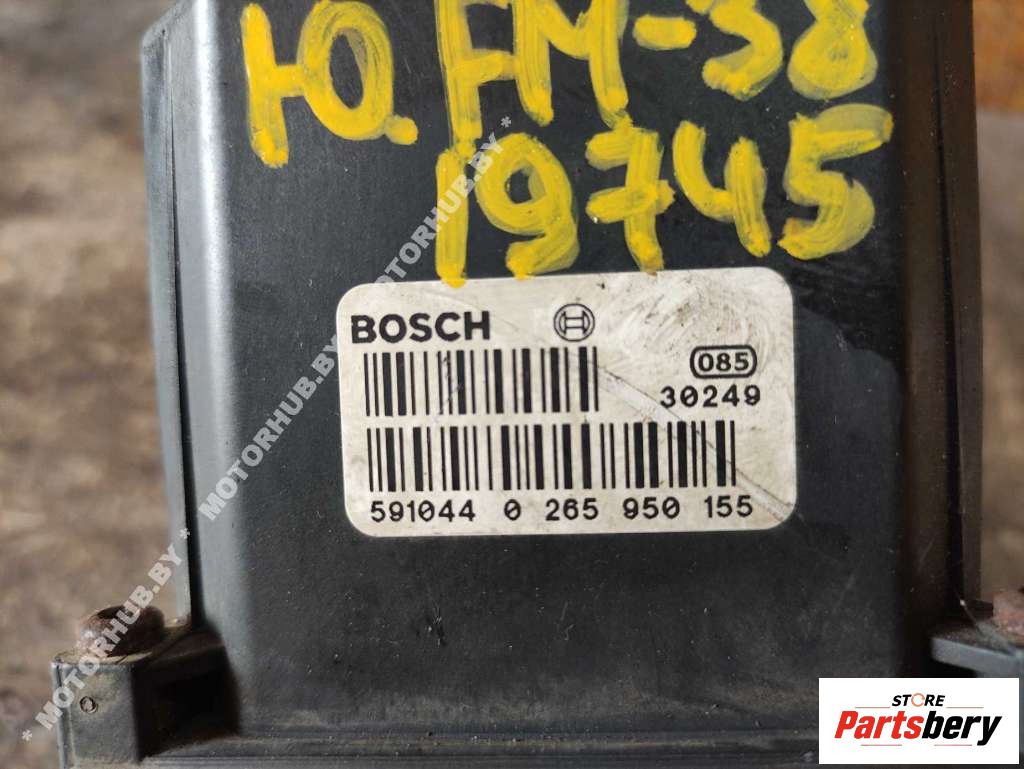 Ю. FM-38
19745
BOSCH
085
30249
591044 0 265 950 155
* MOTORHUB.BY * MOTORHUB.BY * MOTORHUB.BY *
STORE
Partsbery